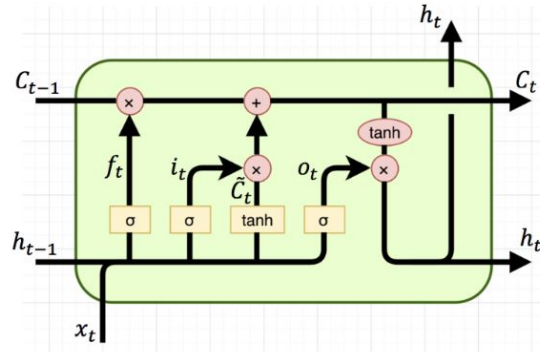 h_t
C_{t-1} × + C_t
tanh
f_t i_t × o_t ×
C̃_t
σ σ tanh σ
h_{t-1} h_t
x_t